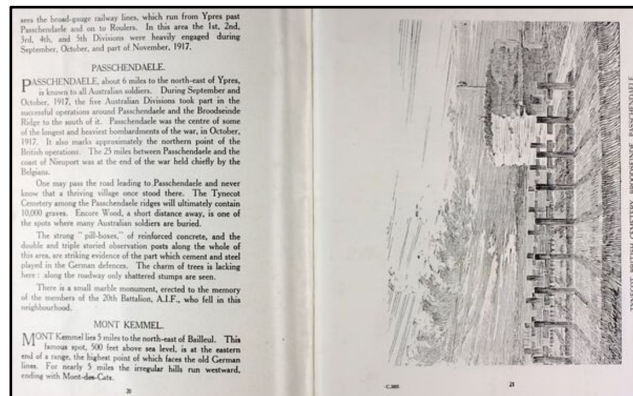 sees the broad-gauge railway lines, which run from Ypres past
Passchendaele and on to Roulers. In this area the 1st, 2nd,
3rd, 4th, and 5th Divisions were heavily engaged during
September, October, and part of November, 1917.
PASSCHENDAELE.
PASSCHENDAELE, about 6 miles to the north-east of Ypres,
is known to all Australian soldiers. During September and
October, 1917, the five Australian Divisions took part in the
successful operations around Passchendaele and the Broodseinde
Ridge to the south of it. Passchendaele was the centre of some
of the longest and heaviest bombardments of the war, in October,
1917. It also marks approximately the northern point of the
British operations. The 25 miles between Passchendaele and the
coast of Nieuport was at the end of the war held chiefly by the
Belgians.
One may pass the road leading to Passchendaele and never
know that a thriving village once stood there. The Tynecot
Cemetery among the Passchendaele ridges will ultimately contain
10,000 graves. Encore Wood, a short distance away, is one of
the spots where many Australian soldiers are buried.
The strong "pill-boxes," of reinforced concrete, and the
double and triple storied observation posts along the whole of
this area, are striking evidence of the part which cement and steel
played in the German defences. The charm of trees is lacking
here: along the roadway only shattered stumps are seen.
There is a small marble monument, erected to the memory
of the members of the 20th Battalion, A.I.F., who fell in this
neighbourhood.
MONT KEMMEL.
MONT Kemmel lies 5 miles to the north-east of Bailleul. This
famous spot, 500 feet above sea level, is at the eastern
end of a range, the highest point of which faces the old German
lines. For nearly 5 miles the irregular hills run westward,
ending with Mont-des-Cats.
20
21
BRITISH CEMETERY, BROODSEINDE, PASSCHENDAELE